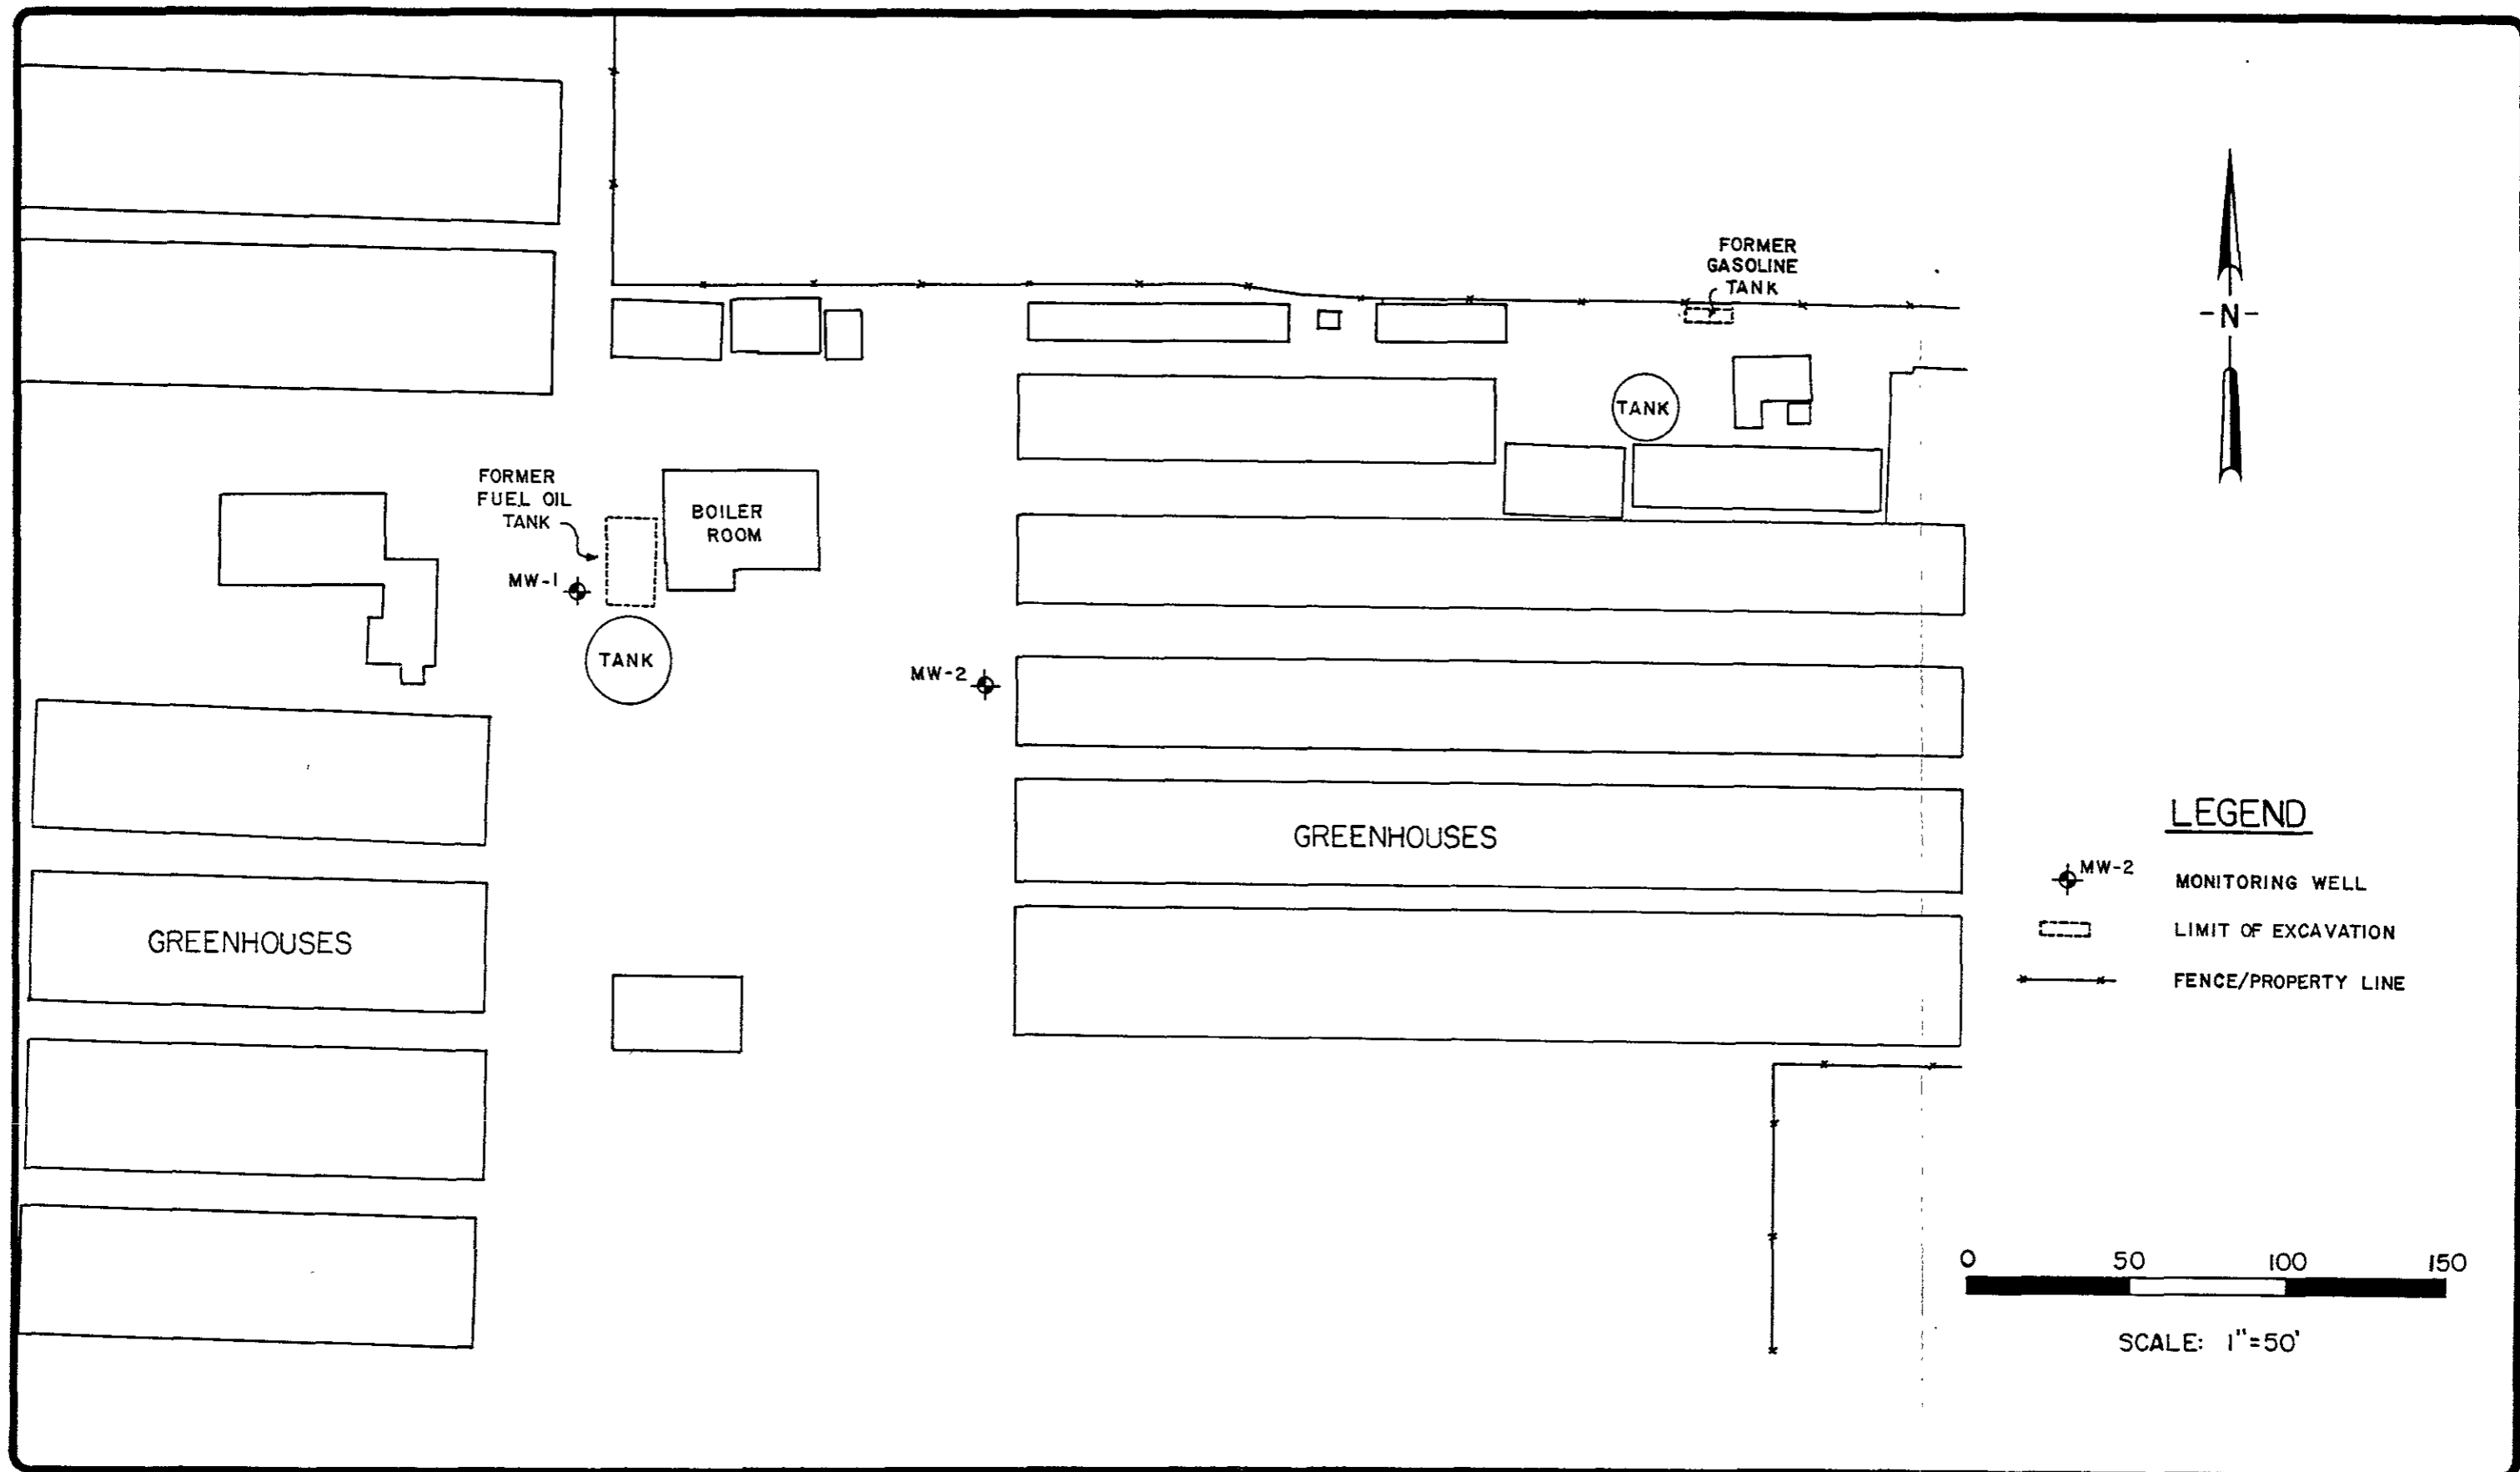 FORMER
GASOLINE
TANK
-N-
TANK
FORMER
FUEL OIL
TANK
BOILER
ROOM
MW-1
TANK
MW-2
GREENHOUSES
GREENHOUSES
LEGEND
MW-2 MONITORING WELL
LIMIT OF EXCAVATION
FENCE/PROPERTY LINE
0 50 100 150
SCALE: 1"=50'